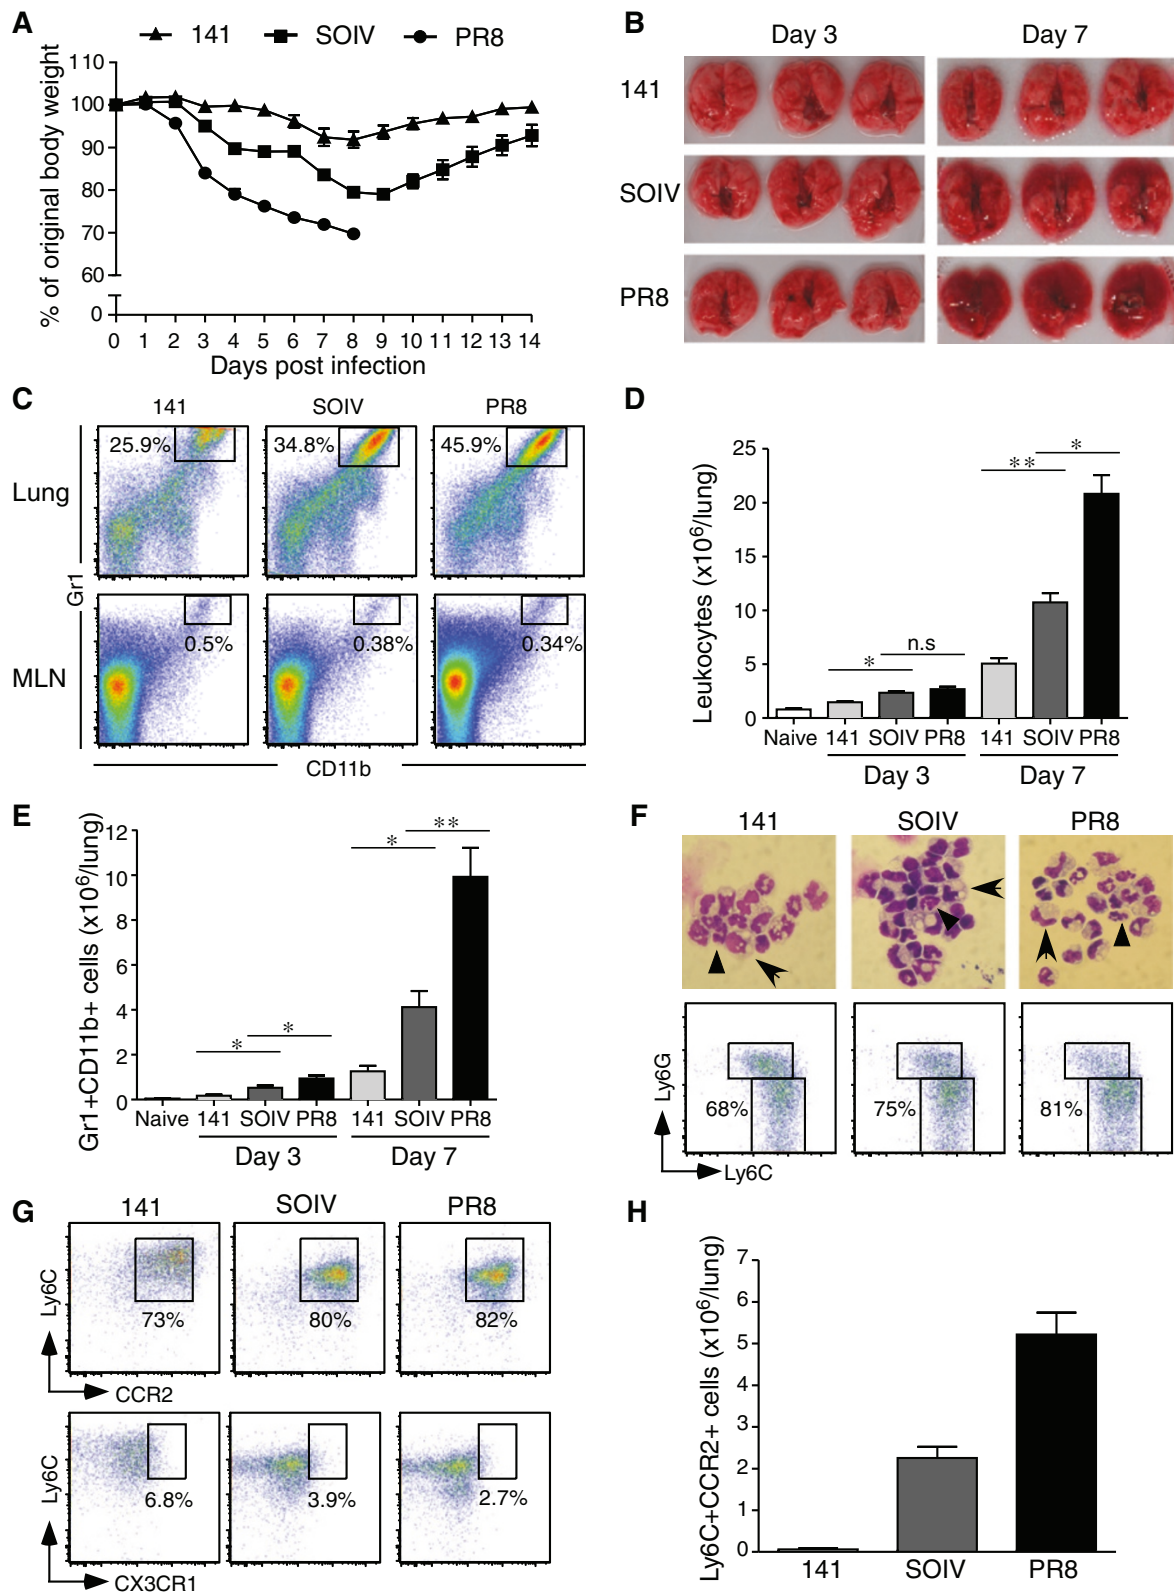 A
141 SOIV PR8
% of original body weight
110
100
90
80
70
60
0
0 1 2 3 4 5 6 7 8 9 10 11 12 13 14
Days post infection
B
Day 3 Day 7
141
SOIV
PR8
C
141 SOIV PR8
Lung
25.9% 34.8% 45.9%
Gr1
MLN
0.5% 0.38% 0.34%
CD11b
D
Leukocytes (x10⁶/lung)
25
20
15
10
5
0
* n.s ** *
Naive 141 SOIV PR8 141 SOIV PR8
Day 3 Day 7
E
Gr1+CD11b+ cells (x10⁶/lung)
12
10
8
6
4
2
0
* * * **
Naive 141 SOIV PR8 141 SOIV PR8
Day 3 Day 7
F
141 SOIV PR8
Ly6G
68% 75% 81%
Ly6C
G
141 SOIV PR8
Ly6C
73% 80% 82%
CCR2
Ly6C
6.8% 3.9% 2.7%
CX3CR1
H
Ly6C+CCR2+ cells (x10⁶/lung)
7
6
5
4
3
2
1
0
141 SOIV PR8